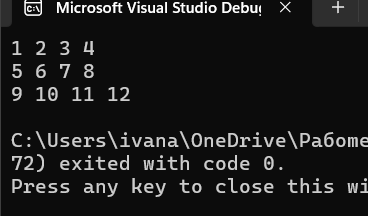 Microsoft Visual Studio Debug
1 2 3 4
5 6 7 8
9 10 11 12
C:\Users\ivana\OneDrive\Рабоме
72) exited with code 0.
Press any key to close this wi